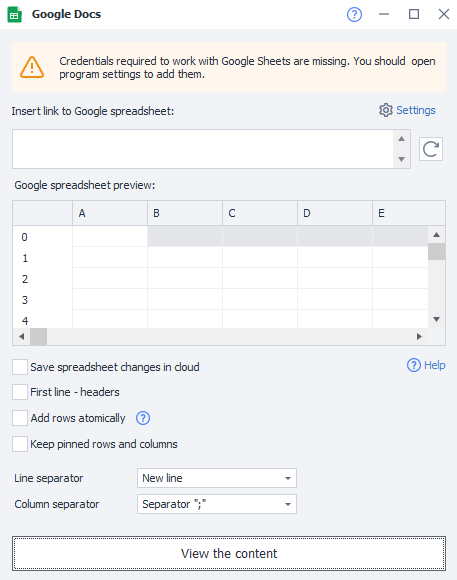 Google Docs
Credentials required to work with Google Sheets are missing. You should open
program settings to add them.
Insert link to Google spreadsheet:
Settings
Google spreadsheet preview:
A B C D E
0
1
2
3
4
Save spreadsheet changes in cloud
Help
First line - headers
Add rows atomically
Keep pinned rows and columns
Line separator New line
Column separator Separator ";"
View the content